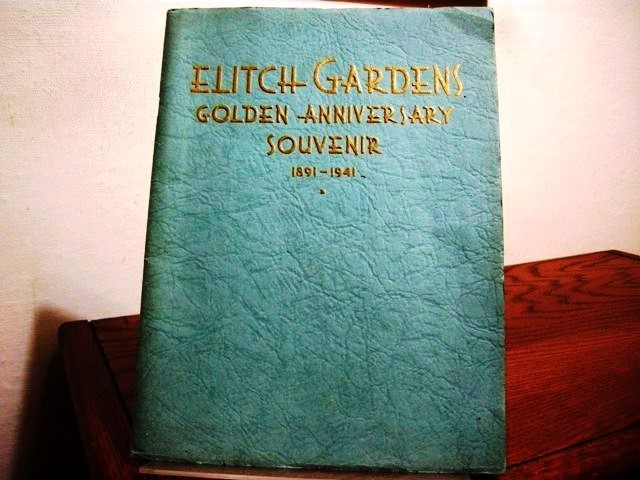 ELITCH GARDENS
GOLDEN ANNIVERSARY
SOUVENIR
1891-1941